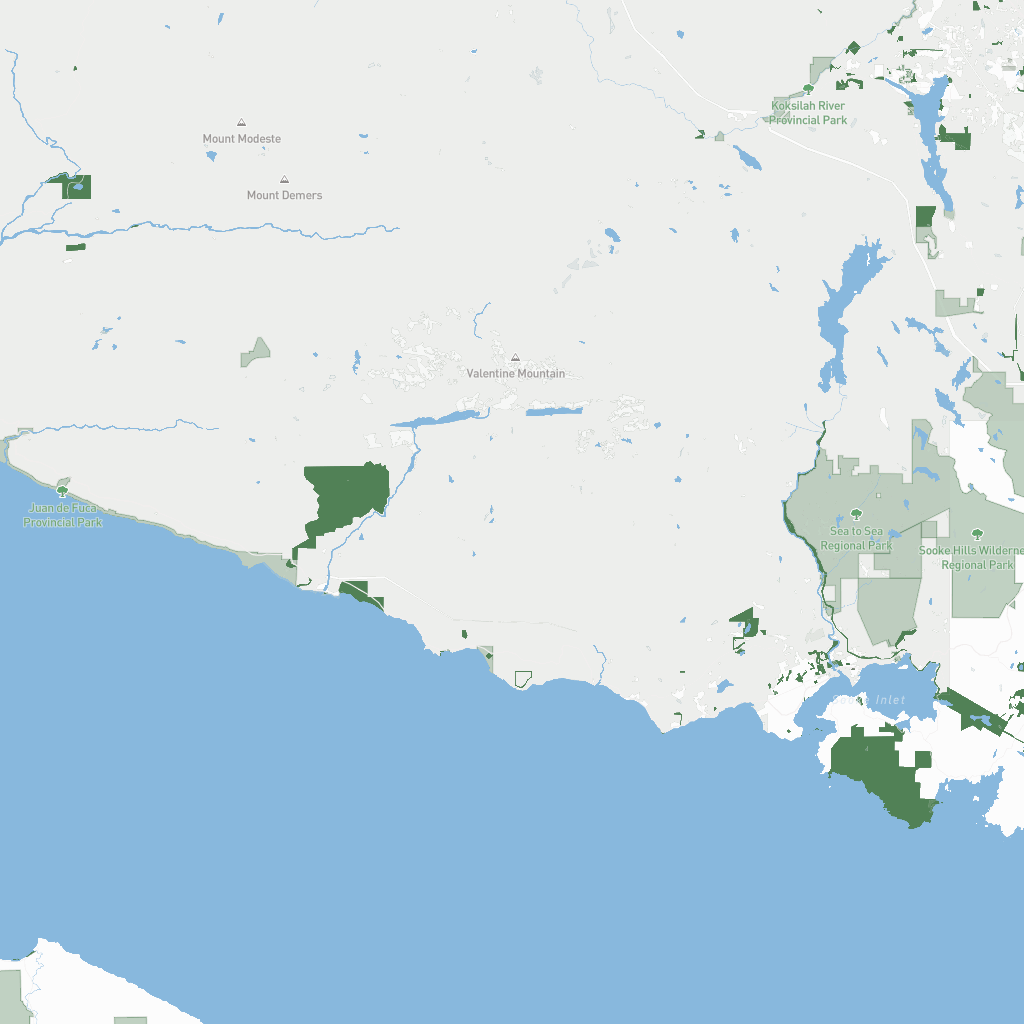 Koksilah River
Provincial Park
Mount Modeste
Mount Demers
Valentine Mountain
Juan de Fuca
Provincial Park
Sea to Sea
Regional Park
Sooke Hills Wilderne
Regional Park
Sooke Inlet